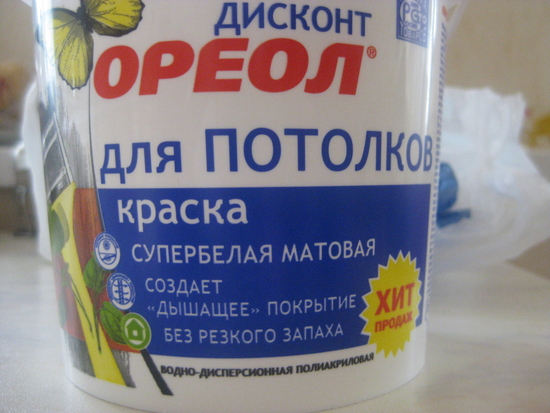 ДИСКОНТ
ОРЕОЛ®
для ПОТОЛКОВ
краска
СУПЕРБЕЛАЯ МАТОВАЯ
СОЗДАЕТ
«ДЫШАЩЕЕ» ПОКРЫТИЕ
БЕЗ РЕЗКОГО ЗАПАХА
ХИТ
ПРОДАЖ
ВОДНО-ДИСПЕРСИОННАЯ ПОЛИАКРИЛОВАЯ